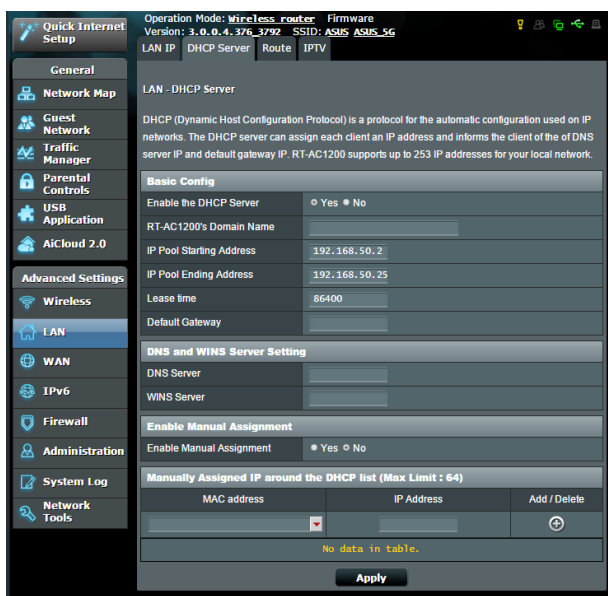 Quick Internet
Setup
Operation Mode: Wireless router Firmware
Version: 3.0.0.4.376_3792 SSID: ASUS ASUS_5G
LAN IP DHCP Server Route IPTV
General
Network Map
Guest
Network
Traffic
Manager
Parental
Controls
USB
Application
AiCloud 2.0
Advanced Settings
Wireless
LAN
WAN
IPv6
Firewall
Administration
System Log
Network
Tools
LAN - DHCP Server
DHCP (Dynamic Host Configuration Protocol) is a protocol for the automatic configuration used on IP
networks. The DHCP server can assign each client an IP address and informs the client of the of DNS
server IP and default gateway IP. RT-AC1200 supports up to 253 IP addresses for your local network.
Basic Config
Enable the DHCP Server Yes No
RT-AC1200's Domain Name
IP Pool Starting Address 192.168.50.2
IP Pool Ending Address 192.168.50.25
Lease time 86400
Default Gateway
DNS and WINS Server Setting
DNS Server
WINS Server
Enable Manual Assignment
Enable Manual Assignment Yes No
Manually Assigned IP around the DHCP list (Max Limit : 64)
MAC address IP Address Add / Delete
No data in table.
Apply